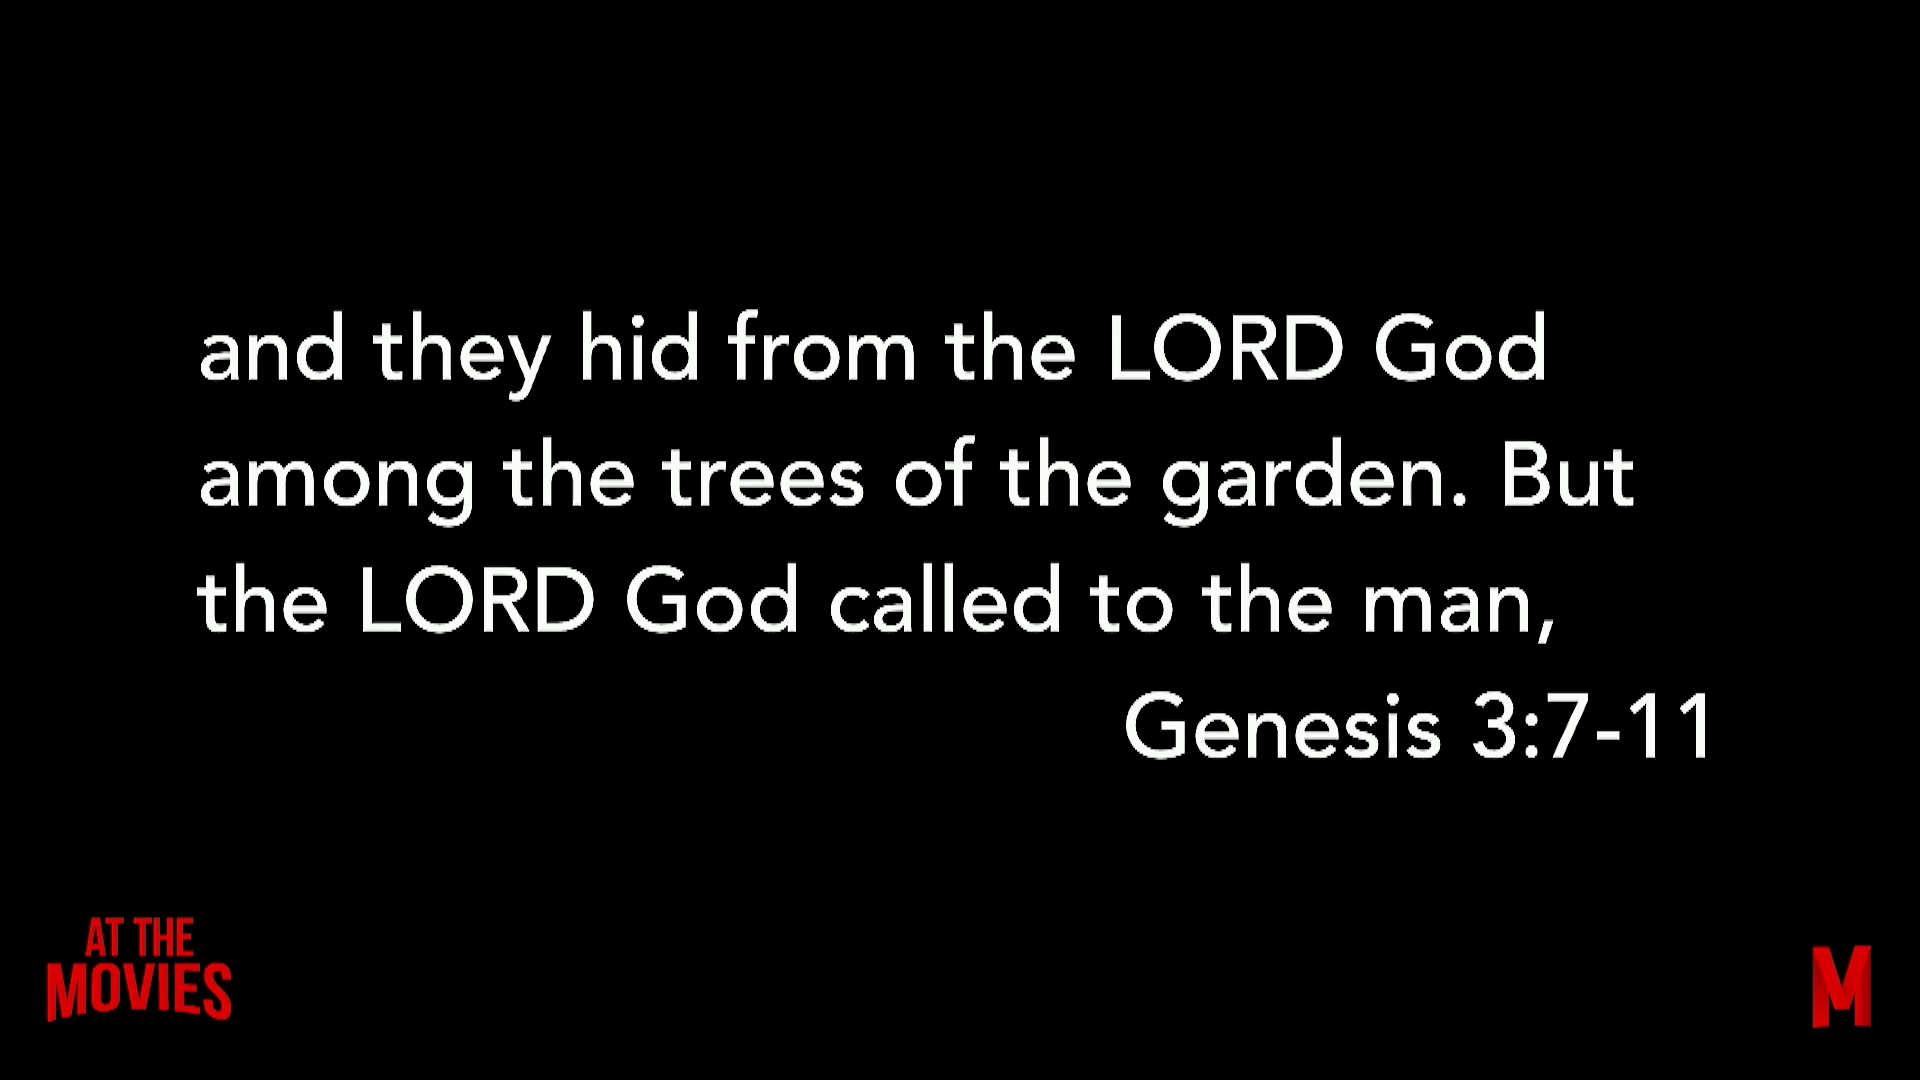 and they hid from the LORD God
among the trees of the garden. But
the LORD God called to the man,
Genesis 3:7-11
AT THE
MOVIES
M